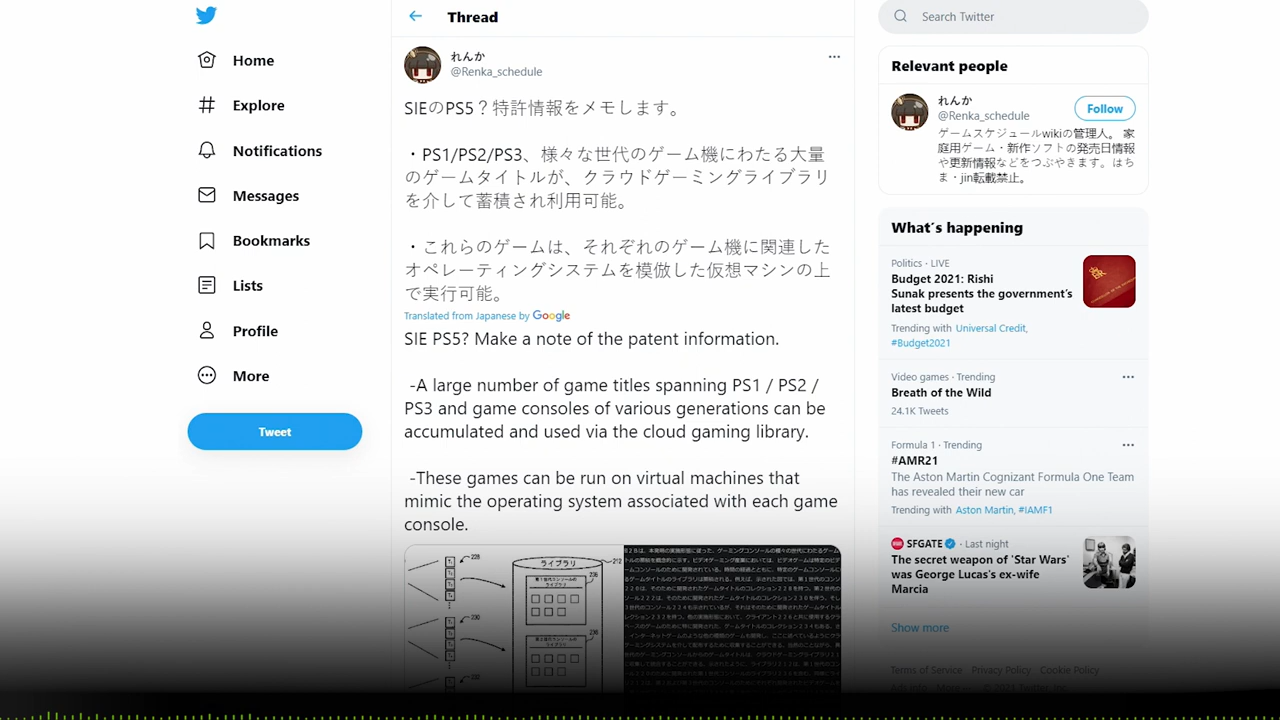 Home
Explore
Notifications
Messages
Bookmarks
Lists
Profile
More
Tweet
Thread
れんか
@Renka_schedule
SIEのPS5？特許情報をメモします。
・PS1/PS2/PS3、様々な世代のゲーム機にわたる大量
のゲームタイトルが、クラウドゲーミングライブラリ
を介して蓄積され利用可能。
・これらのゲームは、それぞれのゲーム機に関連した
オペレーティングシステムを模倣した仮想マシンの上
で実行可能。
Translated from Japanese by Google
SIE PS5? Make a note of the patent information.
-A large number of game titles spanning PS1 / PS2 /
PS3 and game consoles of various generations can be
accumulated and used via the cloud gaming library.
-These games can be run on virtual machines that
mimic the operating system associated with each game
console.
228
230
232
ライブラリ
212
236
238
Search Twitter
Relevant people
れんか
@Renka_schedule
Follow
ゲームスケジュールwikiの管理人。 家
庭用ゲーム・新作ソフトの発売日情報
や更新情報などをつぶやきます。はち
ま・jin転載禁止。
What's happening
Politics · LIVE
Budget 2021: Rishi
Sunak presents the government's
latest budget
Trending with Universal Credit,
#Budget2021
Video games · Trending
Breath of the Wild
24.1K Tweets
Formula 1 · Trending
#AMR21
The Aston Martin Cognizant Formula One Team
has revealed their new car
Trending with Aston Martin, #IAMF1
SFGATE · Last night
The secret weapon of 'Star Wars'
was George Lucas's ex-wife
Marcia
Show more
Terms of Service Privacy Policy Cookie Policy
Ads info More ··· © 2021 Twitter, Inc.